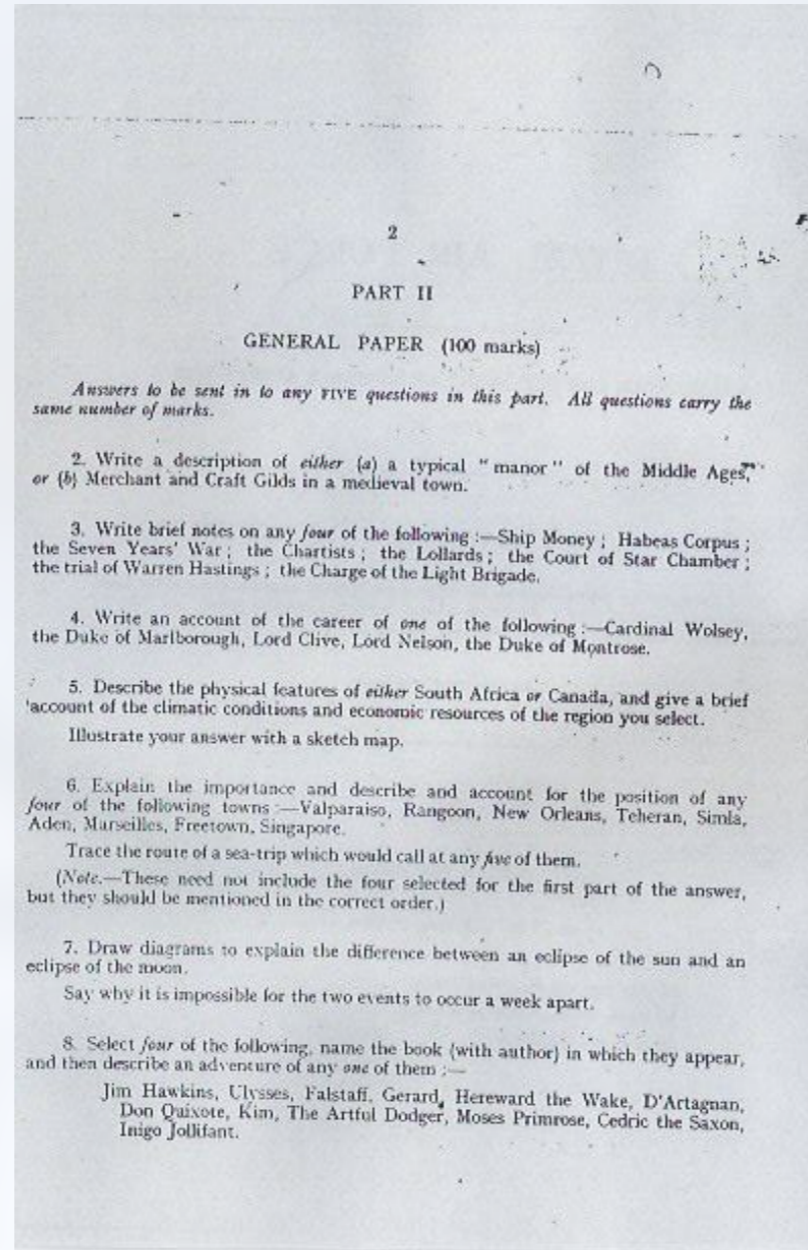 2
PART II
GENERAL PAPER (100 marks)
Answers to be sent in to any FIVE questions in this part. All questions carry the
same number of marks.
2. Write a description of either (a) a typical "manor" of the Middle Ages,
or (b) Merchant and Craft Gilds in a medieval town.
3. Write brief notes on any four of the following :—Ship Money ; Habeas Corpus ;
the Seven Years' War ; the Chartists ; the Lollards ; the Court of Star Chamber ;
the trial of Warren Hastings ; the Charge of the Light Brigade.
4. Write an account of the career of one of the following :—Cardinal Wolsey,
the Duke of Marlborough, Lord Clive, Lord Nelson, the Duke of Montrose.
5. Describe the physical features of either South Africa or Canada, and give a brief
account of the climatic conditions and economic resources of the region you select.
Illustrate your answer with a sketch map.
6. Explain the importance and describe and account for the position of any
four of the following towns :—Valparaiso, Rangoon, New Orleans, Teheran, Simla,
Aden, Marseilles, Freetown, Singapore.
Trace the route of a sea-trip which would call at any five of them.
(Note.—These need not include the four selected for the first part of the answer,
but they should be mentioned in the correct order.)
7. Draw diagrams to explain the difference between an eclipse of the sun and an
eclipse of the moon.
Say why it is impossible for the two events to occur a week apart.
8. Select four of the following, name the book (with author) in which they appear,
and then describe an adventure of any one of them :—
Jim Hawkins, Ulysses, Falstaff, Gerard, Hereward the Wake, D'Artagnan,
Don Quixote, Kim, The Artful Dodger, Moses Primrose, Cedric the Saxon,
Inigo Jollifant.